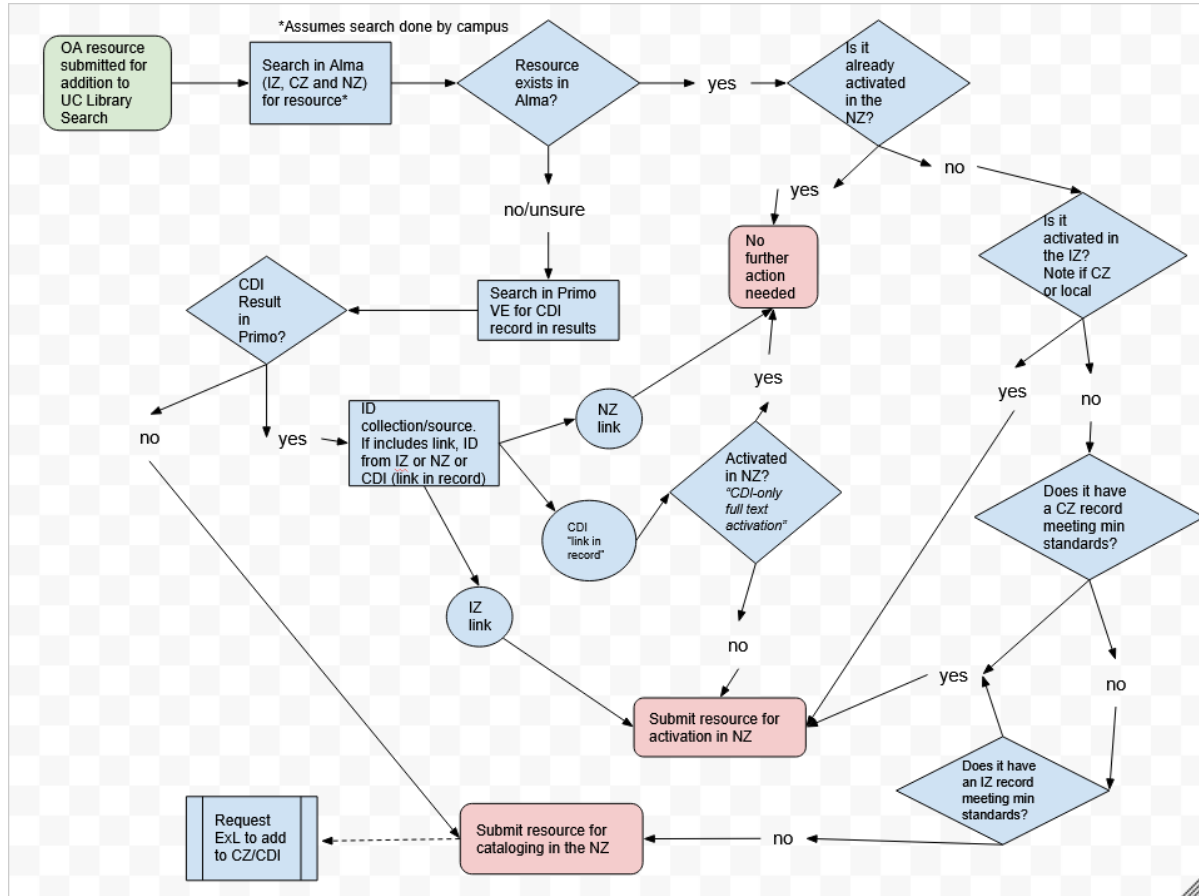 *Assumes search done by campus
OA resource
submitted for
addition to
UC Library
Search
Search in Alma
(IZ, CZ and NZ)
for resource*
Resource
exists in
Alma?
yes
Is it
already
activated
in the
NZ?
yes
no
no/unsure
No
further
action
needed
Is it
activated in
the IZ?
Note if CZ
or local
CDI
Result
in
Primo?
Search in Primo
VE for CDI
record in results
no
yes
ID
collection/source.
If includes link, ID
from IZ or NZ or
CDI (link in record)
NZ
link
yes
yes
no
Activated
in NZ?
"CDI-only
full text
activation"
CDI
"link in
record"
Does it have
a CZ record
meeting min
standards?
IZ
link
no
yes
no
Submit resource for
activation in NZ
Does it have
an IZ record
meeting min
standards?
Request
ExL to add
to CZ/CDI
Submit resource for
cataloging in the NZ
no